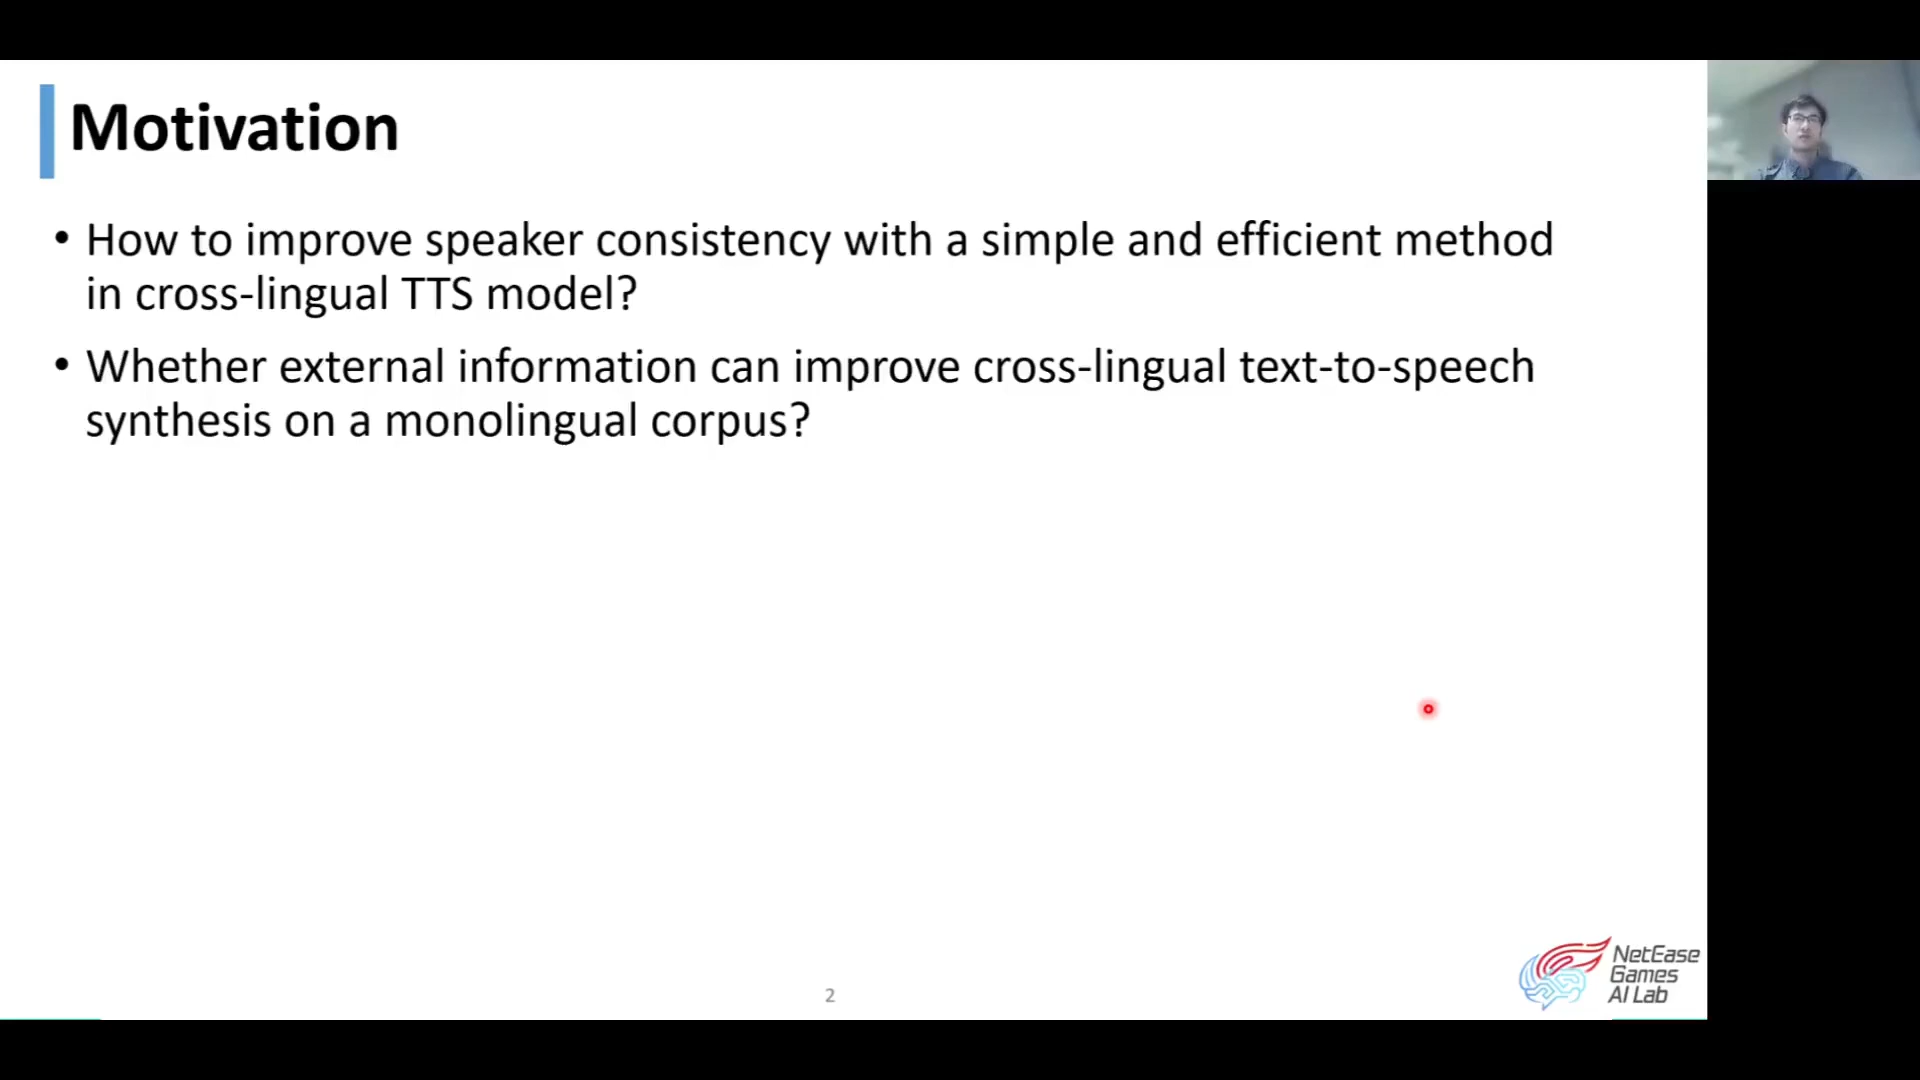 Motivation
• How to improve speaker consistency with a simple and efficient method
in cross-lingual TTS model?
• Whether external information can improve cross-lingual text-to-speech
synthesis on a monolingual corpus?
2
NetEase
Games
AI Lab